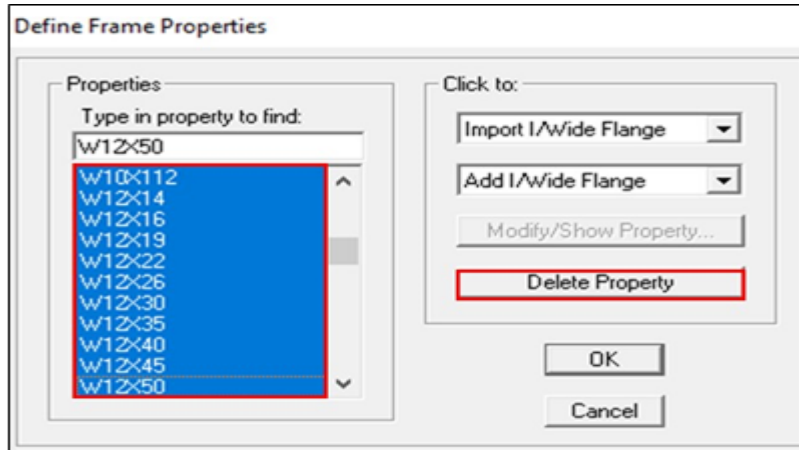 Define Frame Properties
Properties
Type in property to find:
W12X50
W10X112
W12X14
W12X16
W12X19
W12X22
W12X26
W12X30
W12X35
W12X40
W12X45
W12X50
Click to:
Import I/Wide Flange
Add I/Wide Flange
Modify/Show Property...
Delete Property
OK
Cancel